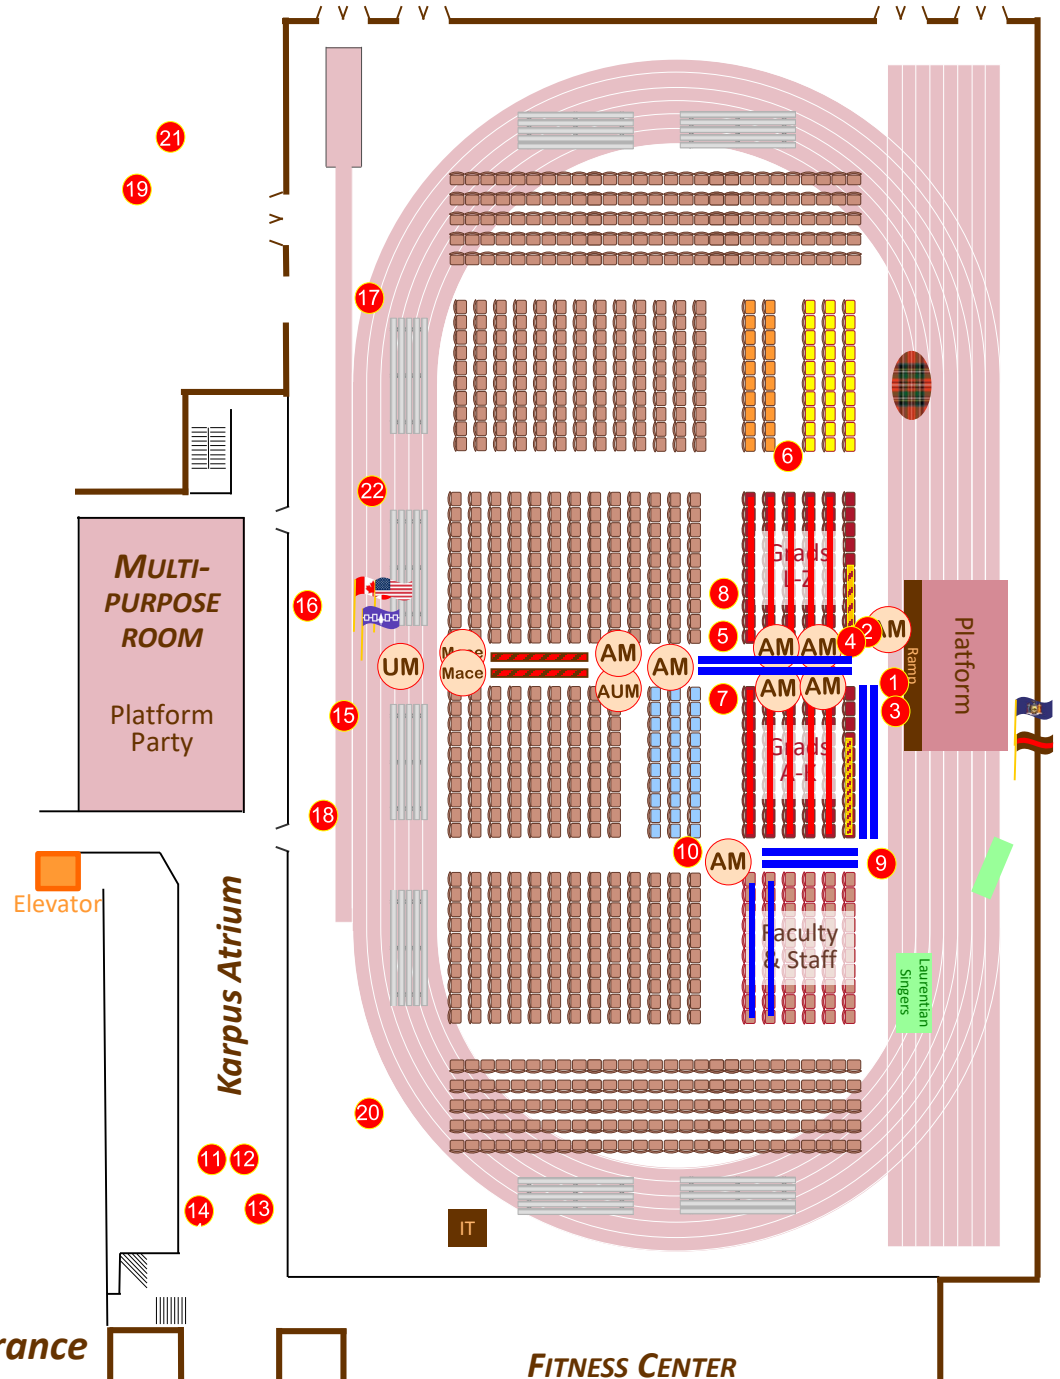 21
19
17
6
22
Grads
L-Z
8
16
MULTI-
PURPOSE
ROOM
Platform
Party
5
AM
AM
4
2
AM
UM
Mace
Mace
AM
AUM
AM
AM
AM
1
3
7
Ramp
Platform
15
Grads
A-K
18
10
AM
9
Elevator
Karpus Atrium
Faculty
& Staff
Laurentian
Singers
20
11
12
14
13
IT
rance
FITNESS CENTER